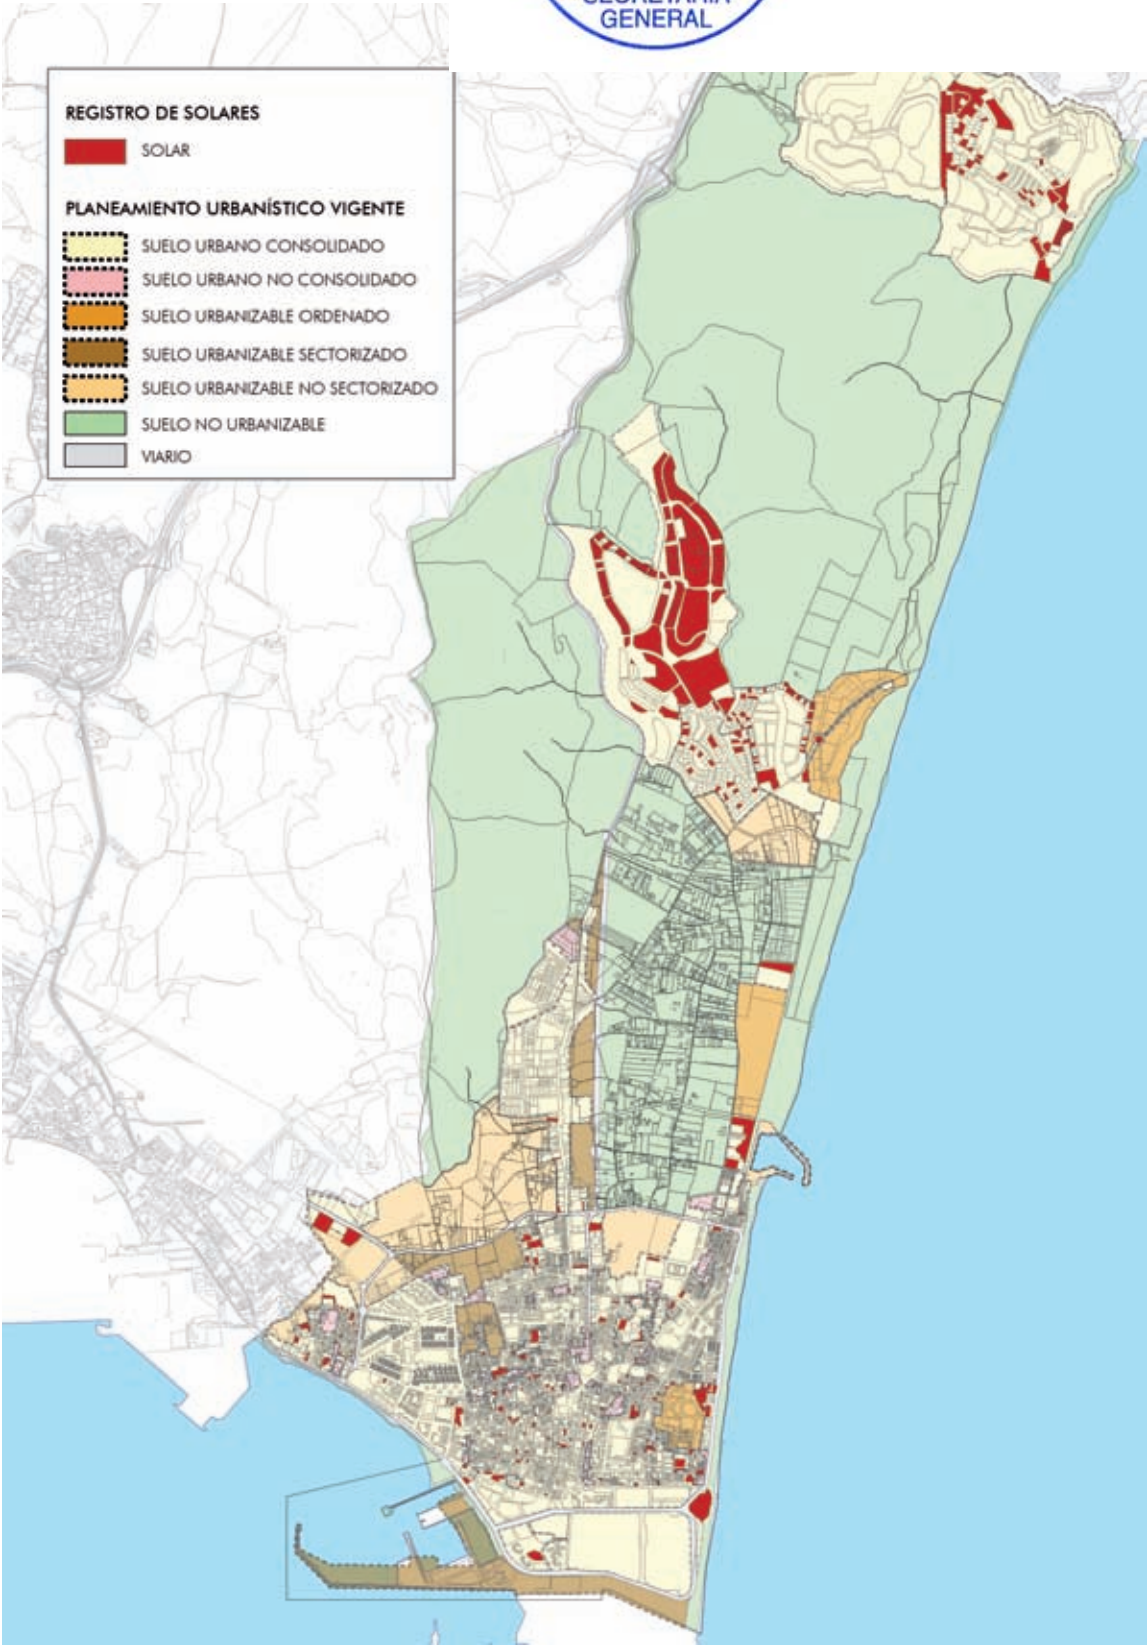 SECRETARIA
GENERAL
REGISTRO DE SOLARES
SOLAR
PLANEAMIENTO URBANÍSTICO VIGENTE
SUELO URBANO CONSOLIDADO
SUELO URBANO NO CONSOLIDADO
SUELO URBANIZABLE ORDENADO
SUELO URBANIZABLE SECTORIZADO
SUELO URBANIZABLE NO SECTORIZADO
SUELO NO URBANIZABLE
VIARIO